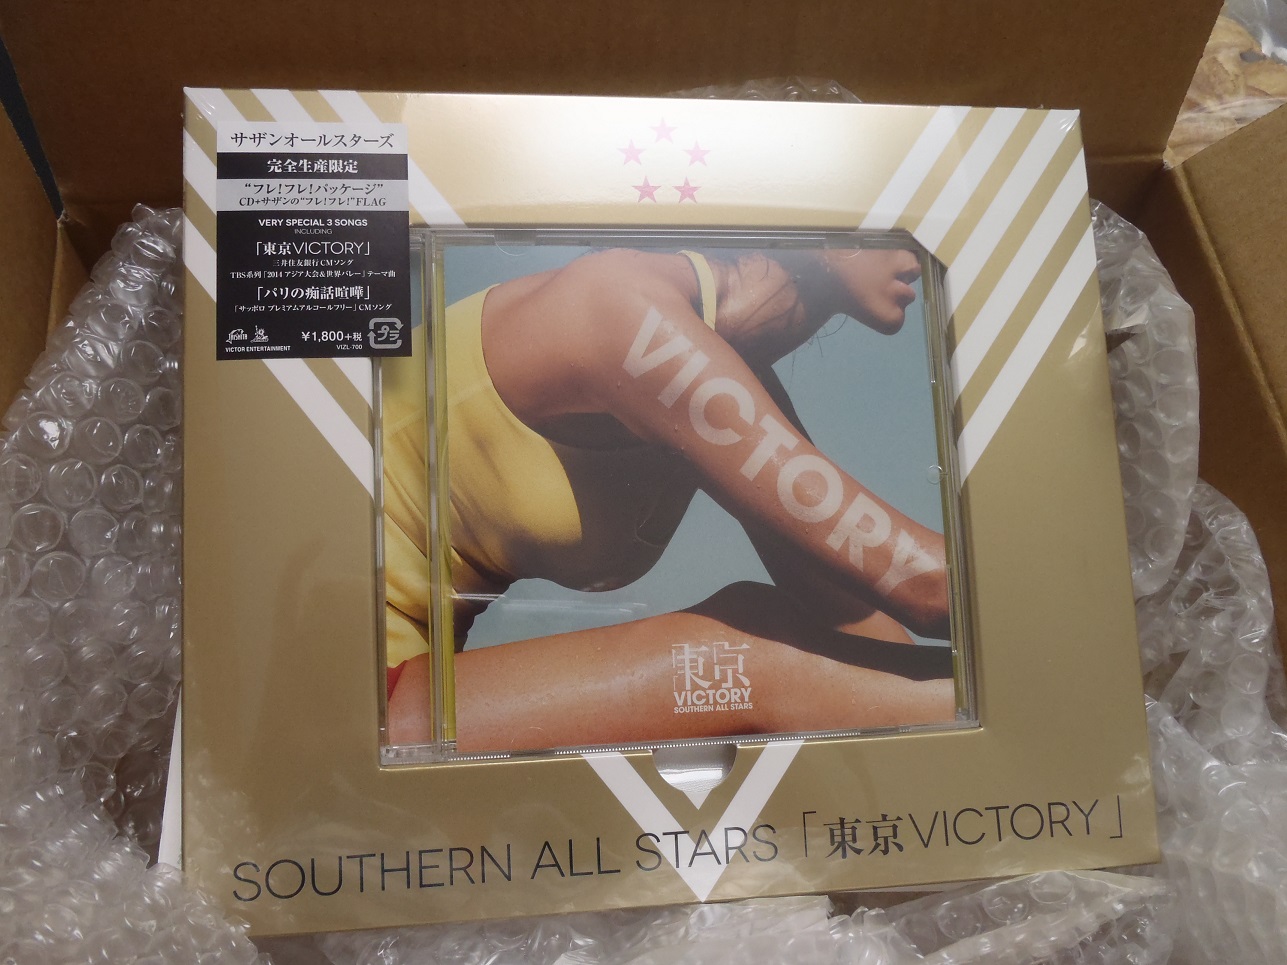 サザンオールスターズ
完全生産限定
“フレ!フレ!パッケージ”
CD+サザンの“フレ!フレ!”FLAG
VERY SPECIAL 3 SONGS
INCLUDING
「東京VICTORY」
三井住友銀行CMソング
TBS系列「2014アジア大会&世界バレー」テーマ曲
「パリの痴話喧嘩」
「サッポロ プレミアムアルコールフリー」CMソング
¥1,800+税
プラ
VICTOR ENTERTAINMENT
VIZL-700
VICTORY
東京
VICTORY
SOUTHERN ALL STARS
SOUTHERN ALL STARS「東京VICTORY」